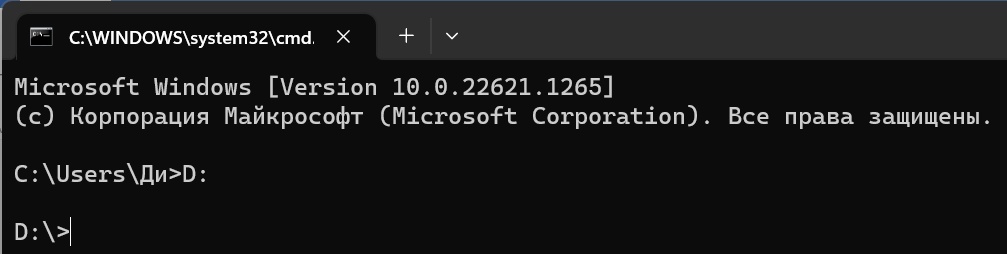 C:\WINDOWS\system32\cmd.
Microsoft Windows [Version 10.0.22621.1265]
(c) Корпорация Майкрософт (Microsoft Corporation). Все права защищены.
C:\Users\Ди>D:
D:\>